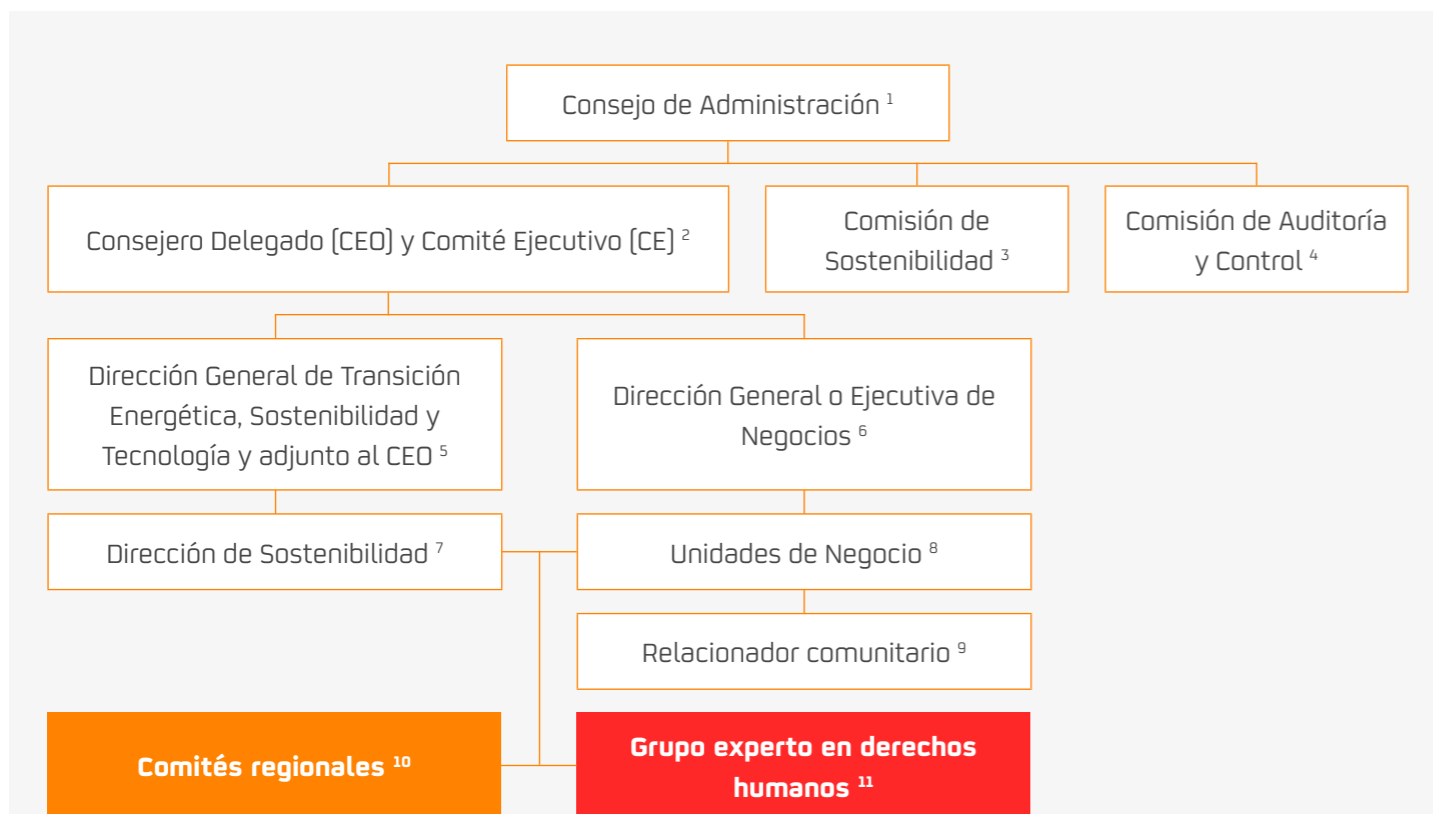 Consejo de Administración ¹
Consejero Delegado (CEO) y Comité Ejecutivo (CE) ²
Comisión de
Sostenibilidad ³
Comisión de Auditoría
y Control ⁴
Dirección General de Transición
Energética, Sostenibilidad y
Tecnología y adjunto al CEO ⁵
Dirección General o Ejecutiva de
Negocios ⁶
Dirección de Sostenibilidad ⁷
Unidades de Negocio ⁸
Relacionador comunitario ⁹
Comités regionales ¹⁰
Grupo experto en derechos
humanos ¹¹